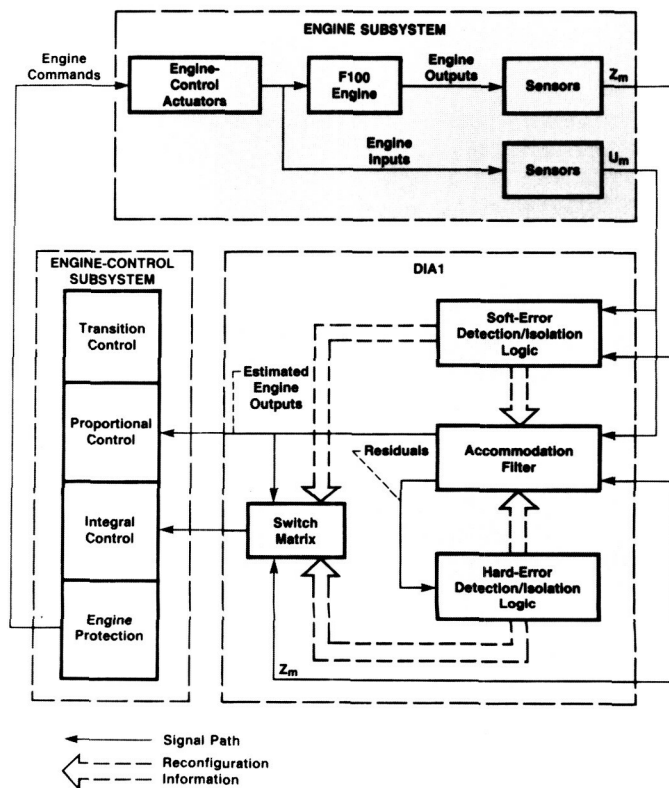 ENGINE SUBSYSTEM
Engine
Commands
Engine-
Control
Actuators
F100
Engine
Engine
Outputs
Sensors
Zm
Engine
Inputs
Sensors
Um
ENGINE-CONTROL
SUBSYSTEM
Transition
Control
Proportional
Control
Integral
Control
Engine
Protection
DIA1
Soft-Error
Detection/Isolation
Logic
Estimated
Engine
Outputs
Residuals
Accommodation
Filter
Switch
Matrix
Hard-Error
Detection/Isolation
Logic
Zm
Signal Path
Reconfiguration
Information